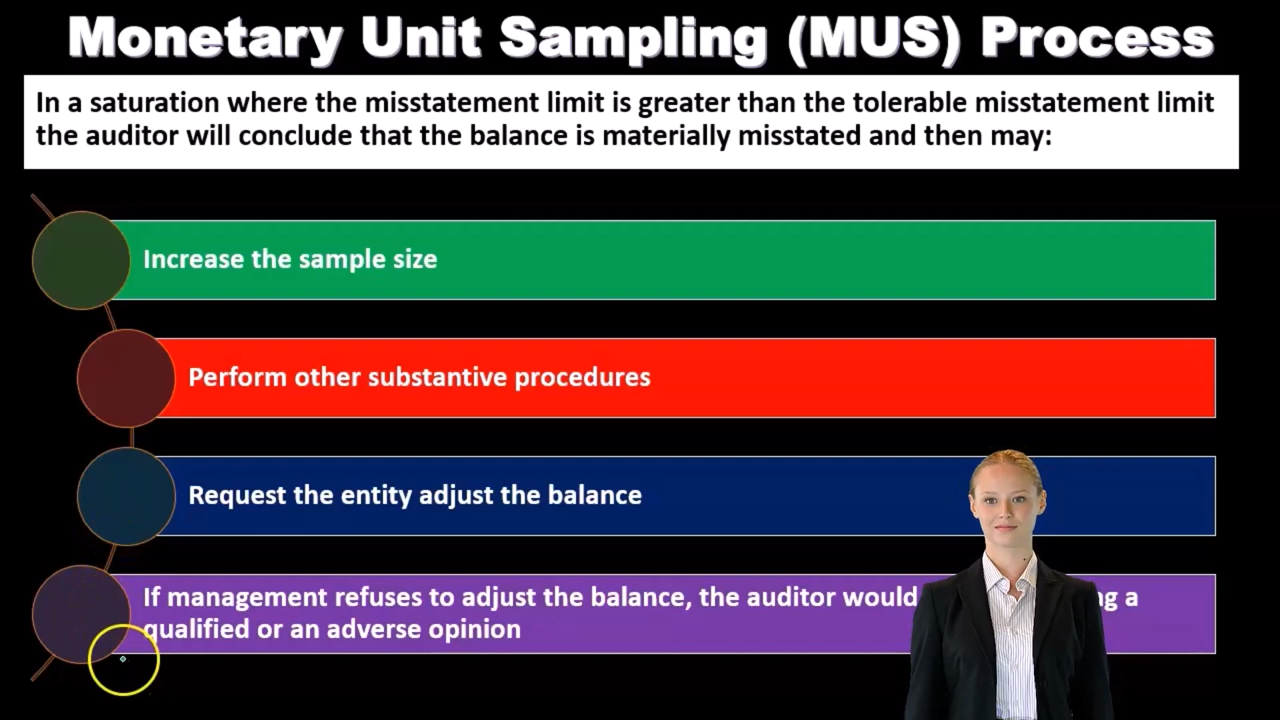 Monetary Unit Sampling (MUS) Process
In a saturation where the misstatement limit is greater than the tolerable misstatement limit
the auditor will conclude that the balance is materially misstated and then may:
Increase the sample size
Perform other substantive procedures
Request the entity adjust the balance
If management refuses to adjust the balance, the auditor would a
qualified or an adverse opinion